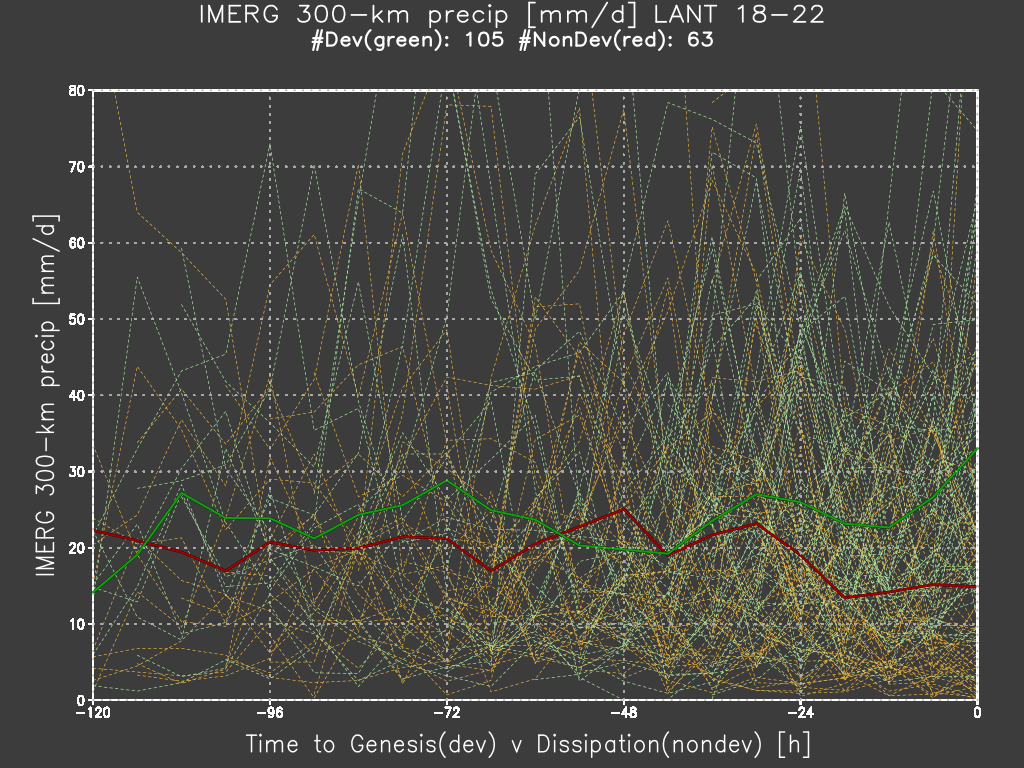 IMERG 300-km precip [mm/d] LANT 18-22
#Dev(green): 105 #NonDev(red): 63
80
70
60
50
40
30
20
10
0
IMERG 300-km precip [mm/d]
-120 -96 -72 -48 -24 0
Time to Genesis(dev) v Dissipation(nondev) [h]